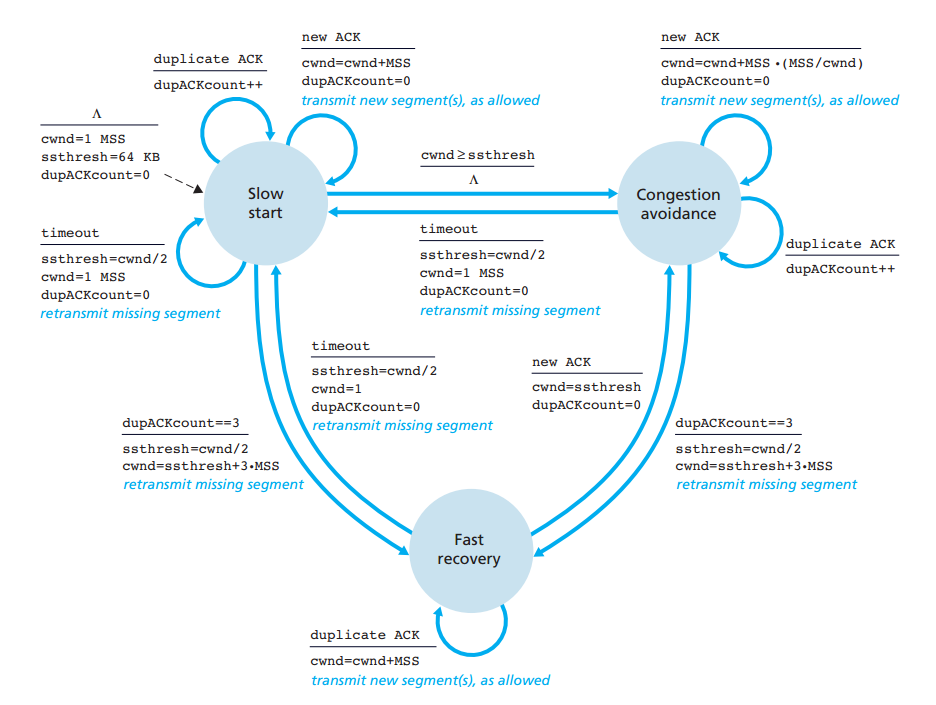 new ACK
cwnd=cwnd+MSS
dupACKcount=0
transmit new segment(s), as allowed
duplicate ACK
dupACKcount++
Λ
cwnd=1 MSS
ssthresh=64 KB
dupACKcount=0
timeout
ssthresh=cwnd/2
cwnd=1 MSS
dupACKcount=0
retransmit missing segment
Slow
start
cwnd≥ssthresh
Λ
timeout
ssthresh=cwnd/2
cwnd=1 MSS
dupACKcount=0
retransmit missing segment
new ACK
cwnd=cwnd+MSS •(MSS/cwnd)
dupACKcount=0
transmit new segment(s), as allowed
Congestion
avoidance
duplicate ACK
dupACKcount++
timeout
ssthresh=cwnd/2
cwnd=1
dupACKcount=0
retransmit missing segment
new ACK
cwnd=ssthresh
dupACKcount=0
dupACKcount==3
ssthresh=cwnd/2
cwnd=ssthresh+3•MSS
retransmit missing segment
dupACKcount==3
ssthresh=cwnd/2
cwnd=ssthresh+3•MSS
retransmit missing segment
Fast
recovery
duplicate ACK
cwnd=cwnd+MSS
transmit new segment(s), as allowed